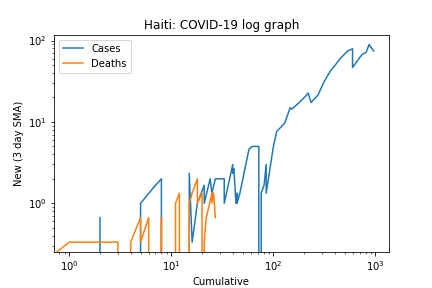 Haiti: COVID-19 log graph
Cases
Deaths
New (3 day SMA)
10²
10¹
10⁰
10⁰ 10¹ 10² 10³
Cumulative